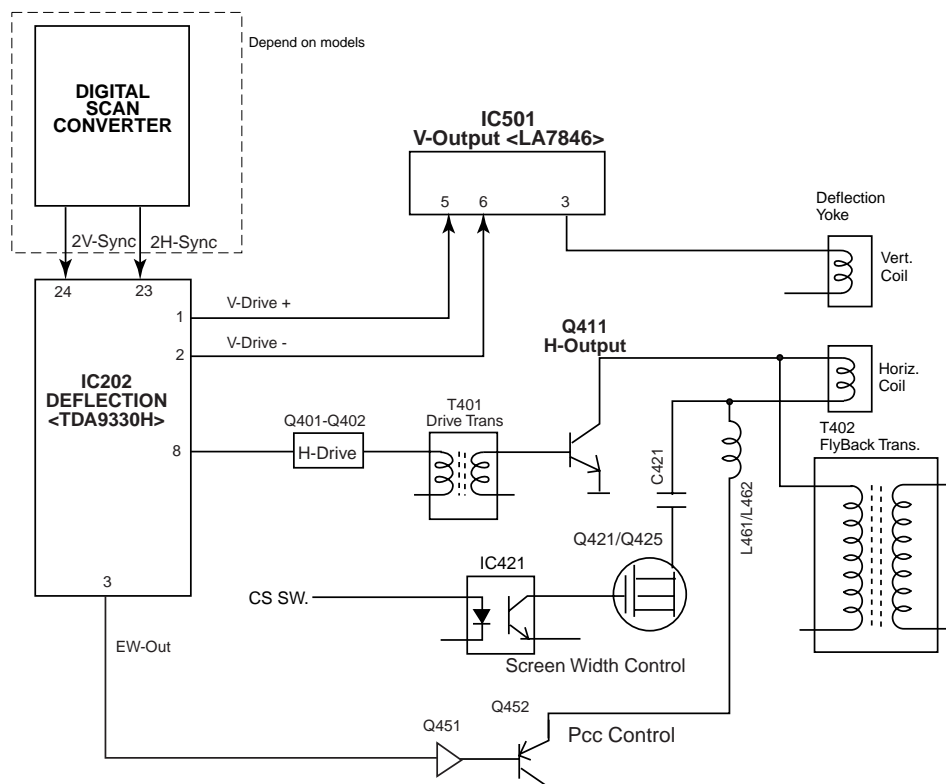 Depend on models
DIGITAL
SCAN
CONVERTER
IC501
V-Output <LA7846>
5 6 3
Deflection
Yoke
2V-Sync 2H-Sync
Vert.
Coil
24 23
1
V-Drive +
2
V-Drive -
Q411
H-Output
IC202
DEFLECTION
<TDA9330H>
Horiz.
Coil
T401
Drive Trans
Q401-Q402
8
H-Drive
T402
FlyBack Trans.
C421
L461/L462
Q421/Q425
IC421
3
CS SW.
EW-Out
Screen Width Control
Q452
Q451
Pcc Control